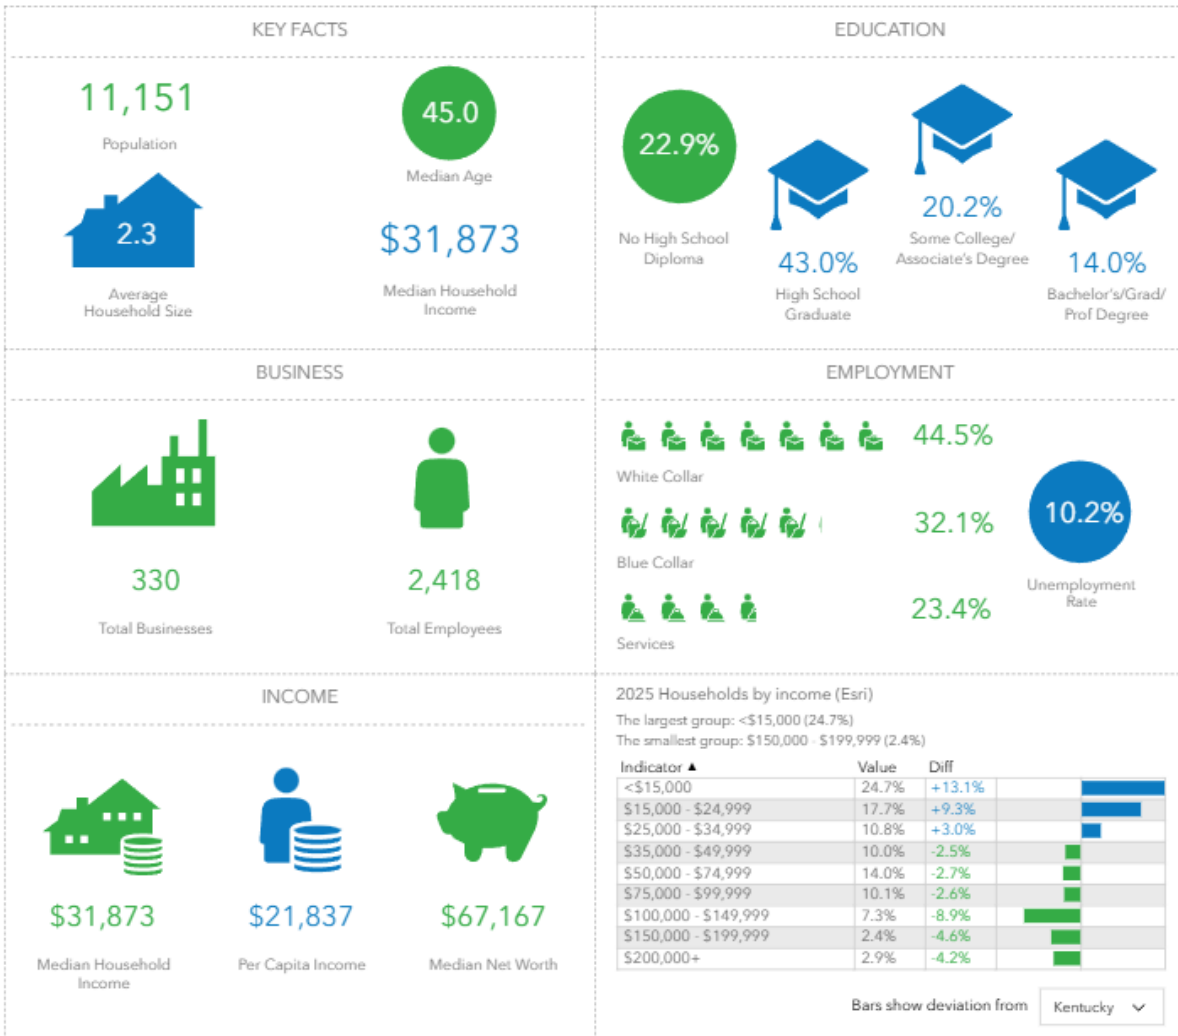 KEY FACTS
11,151
Population
45.0
Median Age
2.3
Average
Household Size
$31,873
Median Household
Income
EDUCATION
22.9%
No High School
Diploma
43.0%
High School
Graduate
20.2%
Some College/
Associate's Degree
14.0%
Bachelor's/Grad/
Prof Degree
BUSINESS
330
Total Businesses
2,418
Total Employees
EMPLOYMENT
44.5%
White Collar
32.1%
Blue Collar
23.4%
Services
10.2%
Unemployment
Rate
INCOME
$31,873
Median Household
Income
$21,837
Per Capita Income
$67,167
Median Net Worth
2025 Households by income (Esri)
The largest group: <$15,000 (24.7%)
The smallest group: $150,000 - $199,999 (2.4%)
Indicator ▲ Value Diff
<$15,000 24.7% +13.1%
$15,000 - $24,999 17.7% +9.3%
$25,000 - $34,999 10.8% +3.0%
$35,000 - $49,999 10.0% -2.5%
$50,000 - $74,999 14.0% -2.7%
$75,000 - $99,999 10.1% -2.6%
$100,000 - $149,999 7.3% -8.9%
$150,000 - $199,999 2.4% -4.6%
$200,000+ 2.9% -4.2%
Bars show deviation from Kentucky